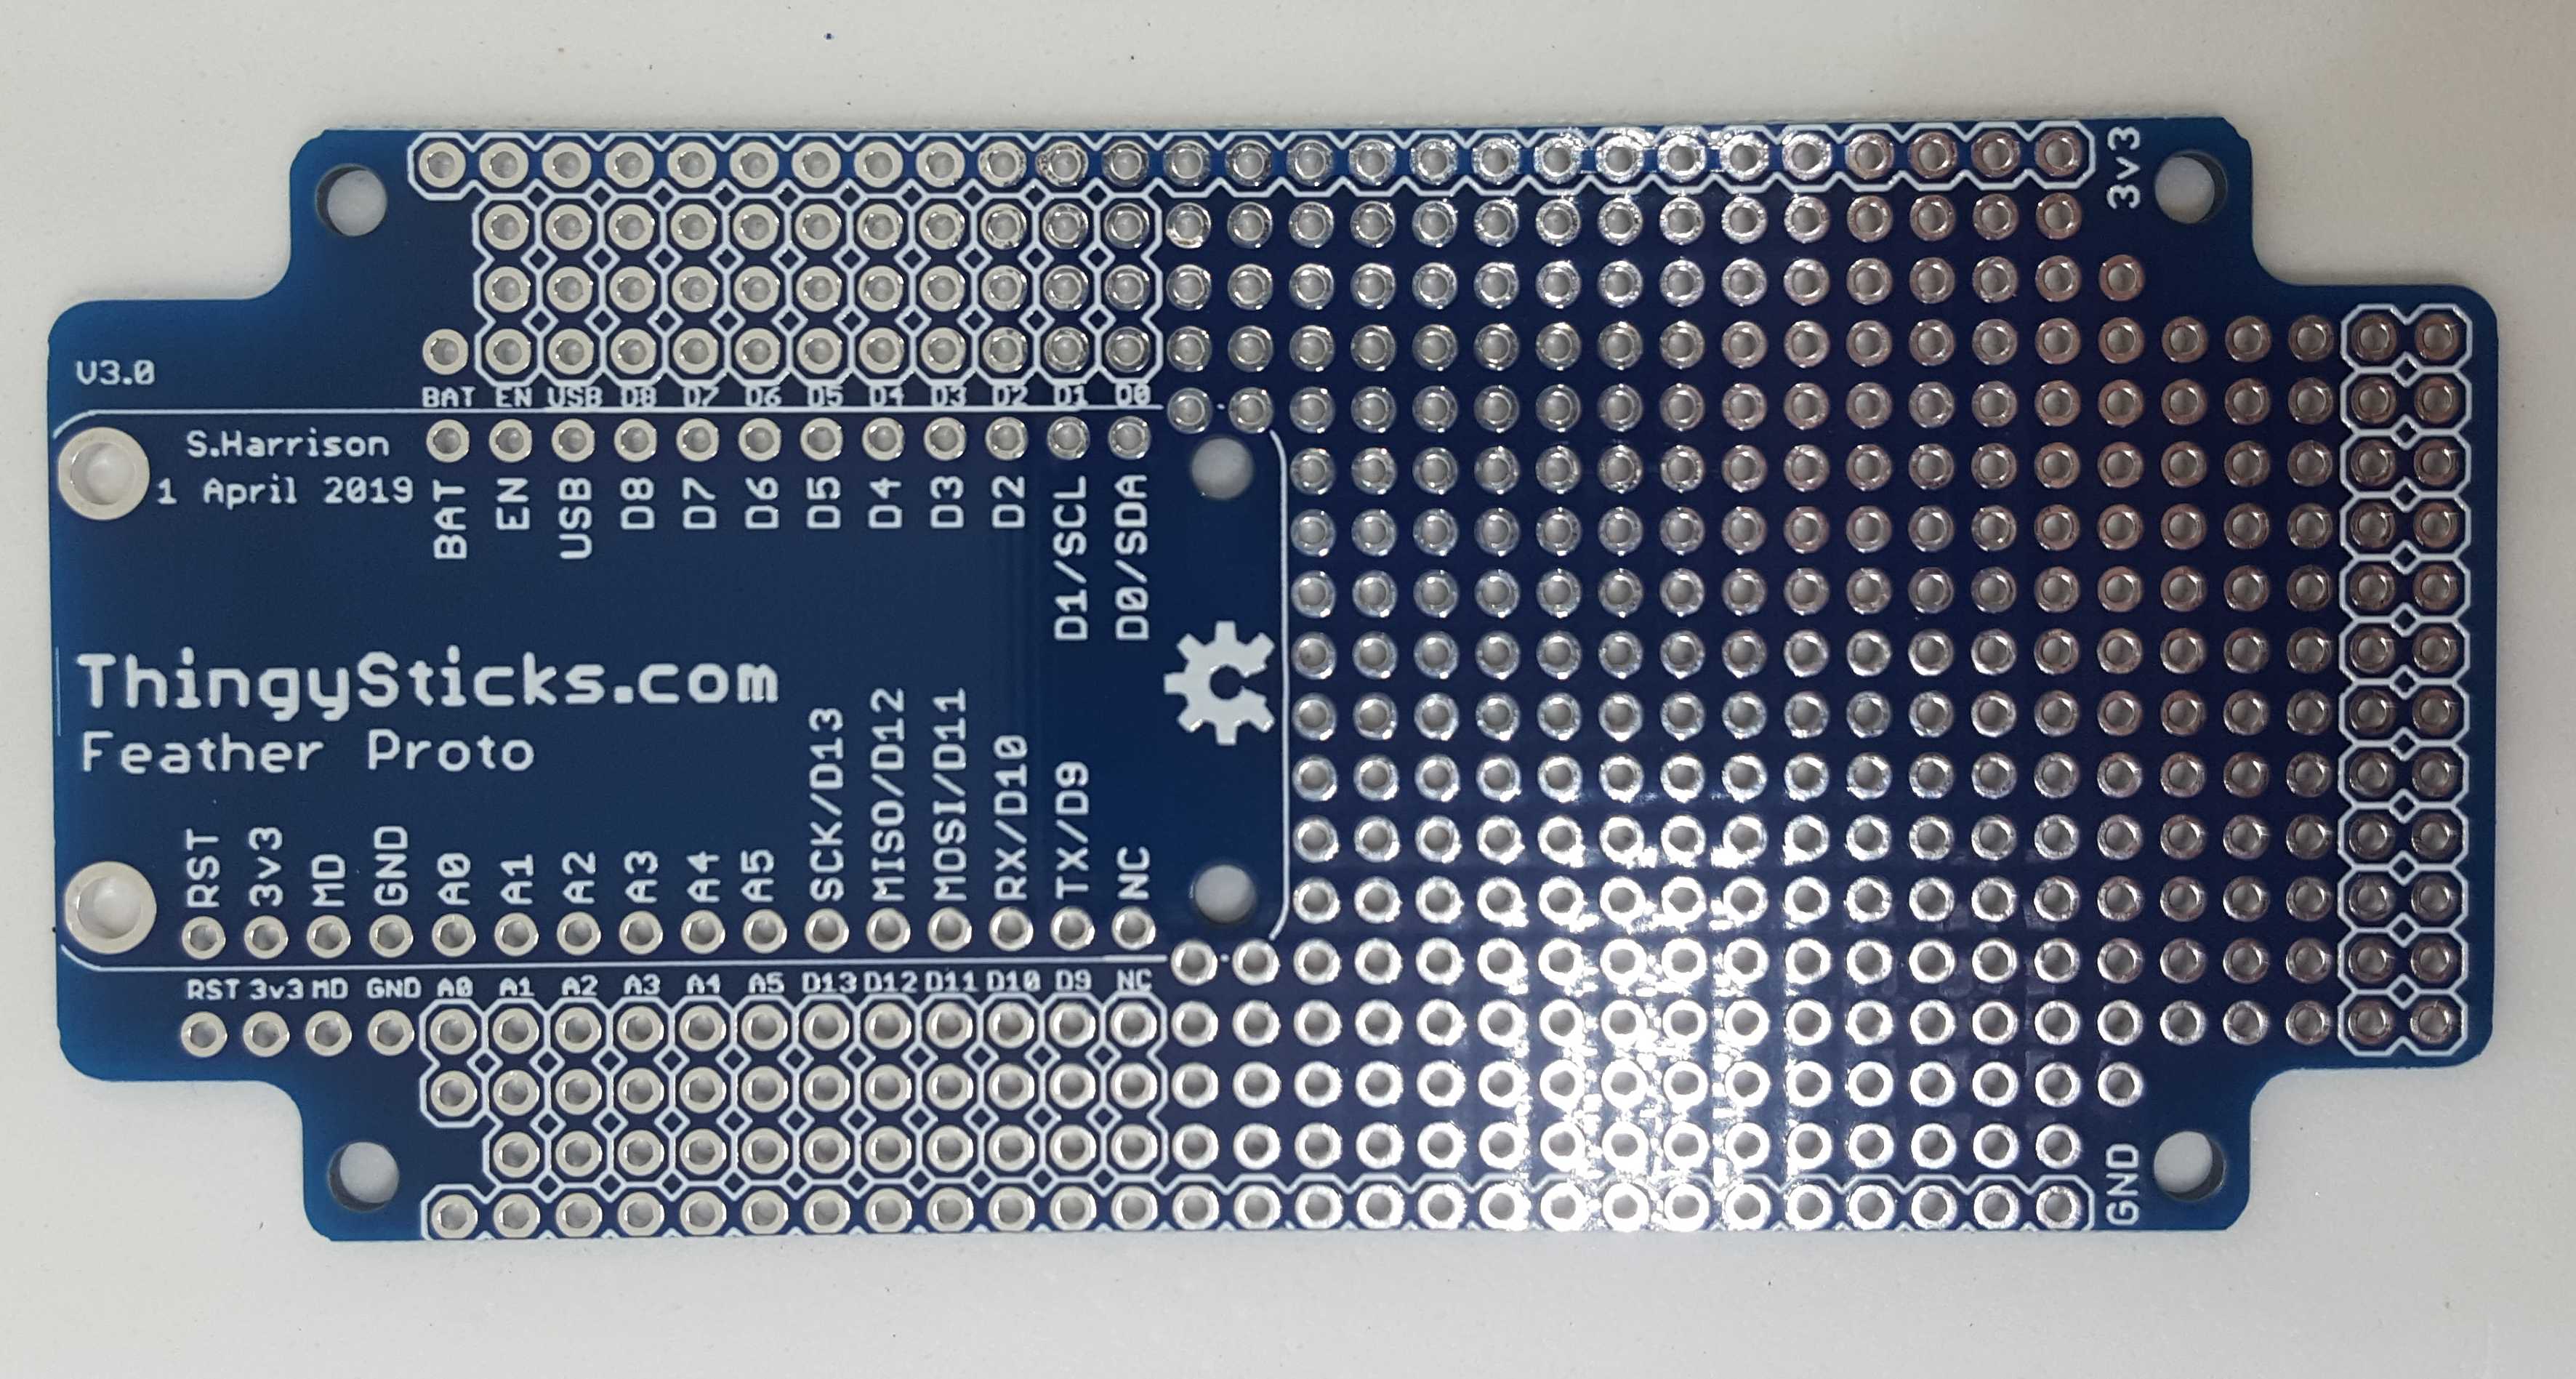 3v3
V3.0
BAT EN USB D8 D7 D6 D5 D4 D3 D2 D1 D0
S.Harrison
1 April 2019
BAT EN USB D8 D7 D6 D5 D4 D3 D2 D1/SCL D0/SDA
ThingySticks.com
Feather Proto
RST 3v3 MD GND A0 A1 A2 A3 A4 A5 SCK/D13 MISO/D12 MOSI/D11 RX/D10 TX/D9 NC
RST 3v3 MD GND A0 A1 A2 A3 A4 A5 D13 D12 D11 D10 D9 NC
GND